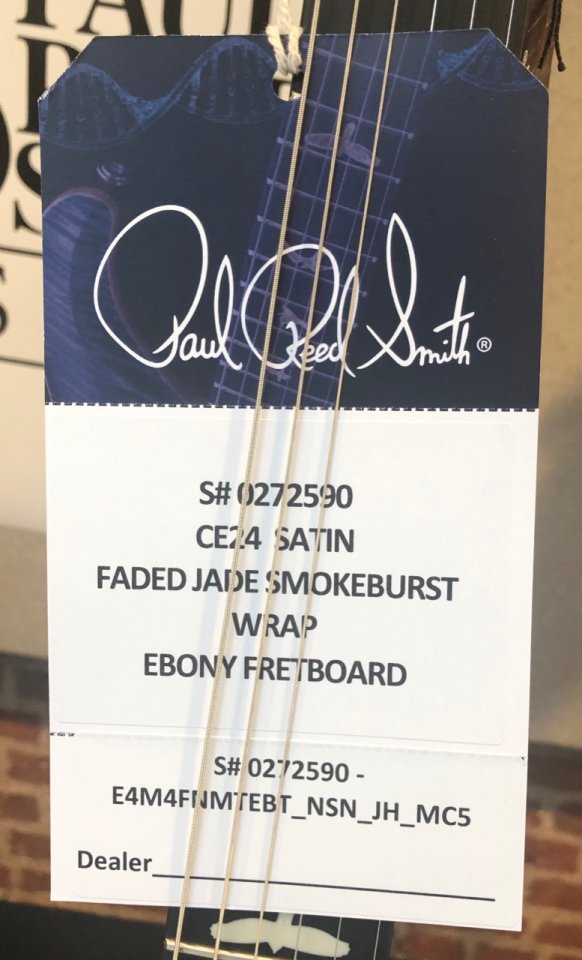 Paul Reed Smith®
S# 0272590
CE24 SATIN
FADED JADE SMOKEBURST
WRAP
EBONY FRETBOARD
S# 0272590 -
E4M4FNMTEBT_NSN_JH_MC5
Dealer